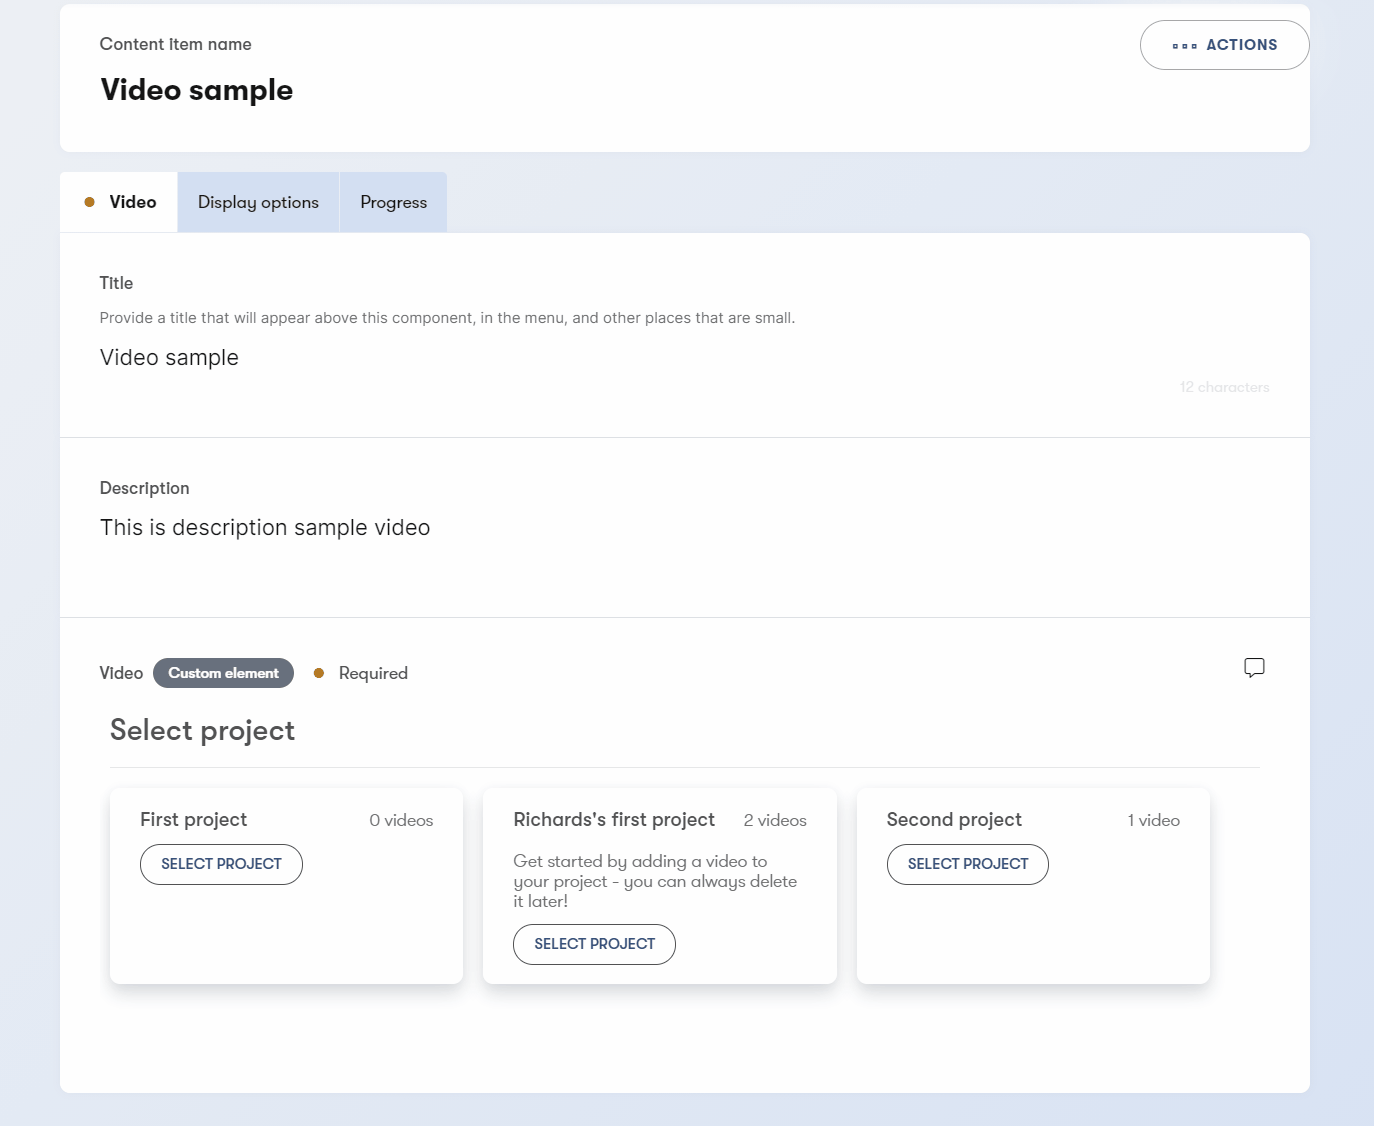 Content item name
ACTIONS
Video sample
Video
Display options
Progress
Title
Provide a title that will appear above this component, in the menu, and other places that are small.
Video sample
12 characters
Description
This is description sample video
Video
Custom element
Required
Select project
First project
0 videos
SELECT PROJECT
Richards's first project
2 videos
Get started by adding a video to
your project - you can always delete
it later!
SELECT PROJECT
Second project
1 video
SELECT PROJECT